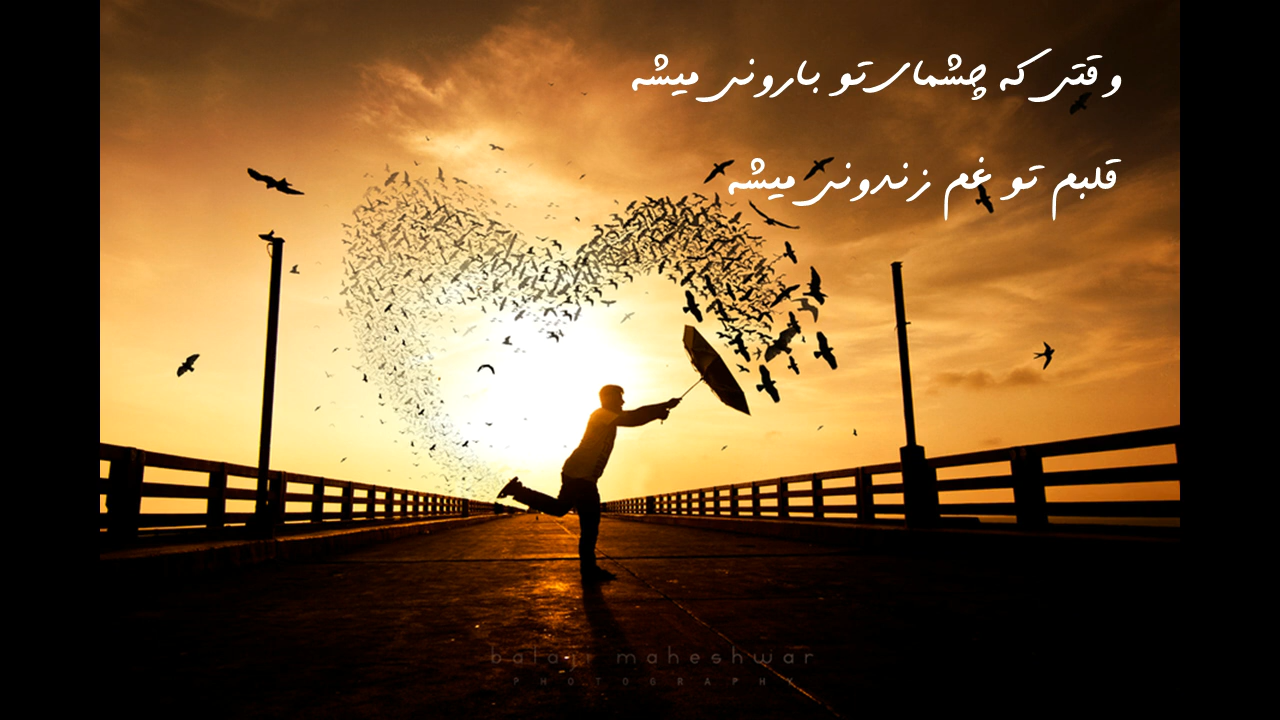 وقتی که چشمای تو بارونی میشه
قلبم تو غم زندونی میشه
balaji maheshwar
PHOTOGRAPHY